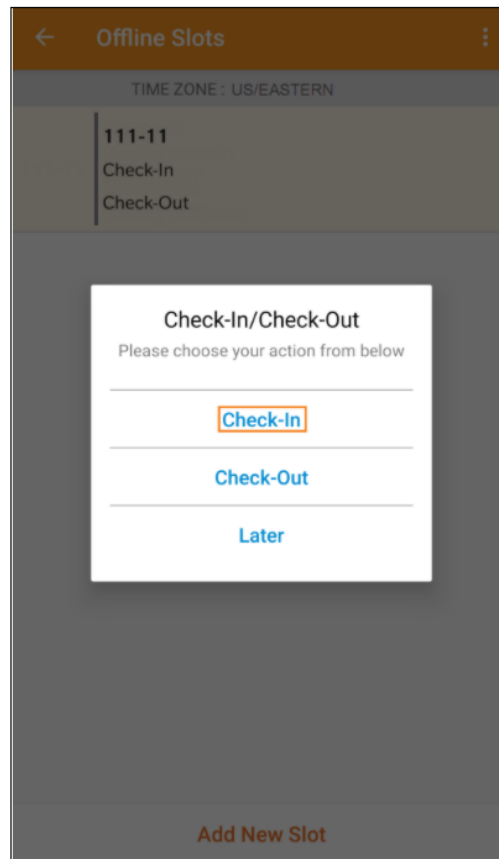 Offline Slots
TIME ZONE : US/EASTERN
111-11
Check-In
Check-Out
Check-In/Check-Out
Please choose your action from below
Check-In
Check-Out
Later
Add New Slot